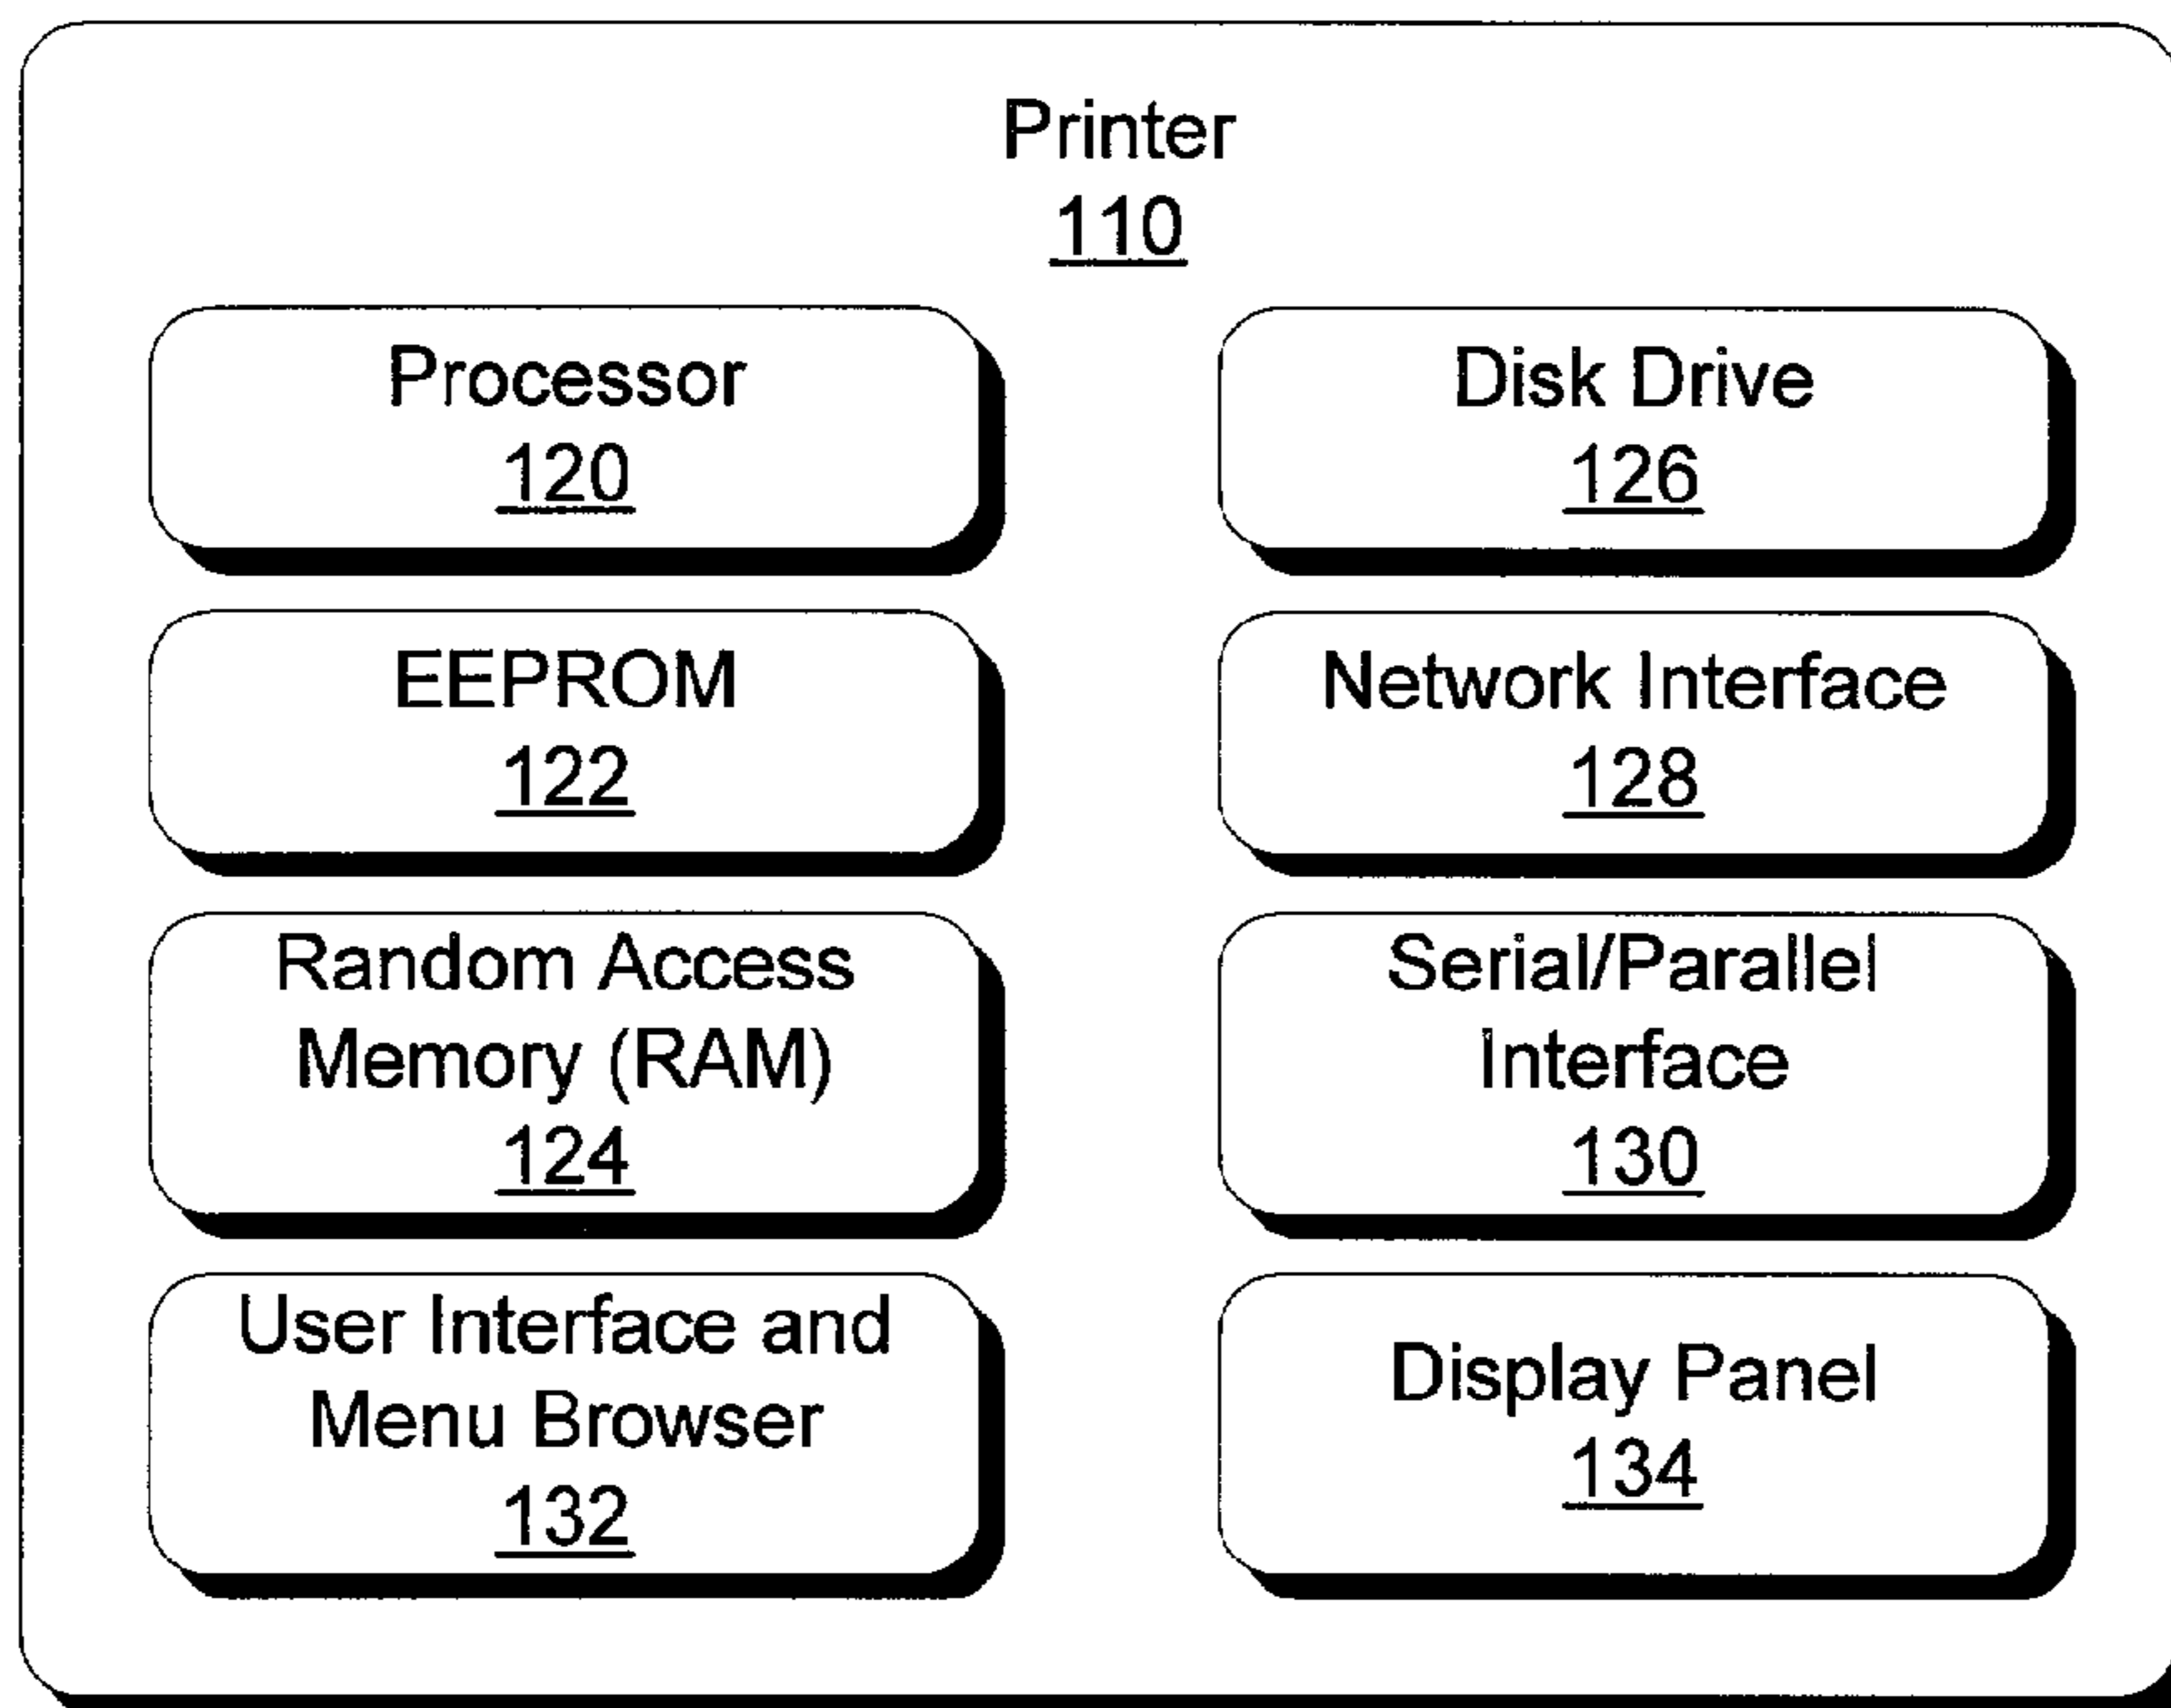 Printer
110
Processor
120
Disk Drive
126
EEPROM
122
Network Interface
128
Random Access
Memory (RAM)
124
Serial/Parallel
Interface
130
User Interface and
Menu Browser
132
Display Panel
134